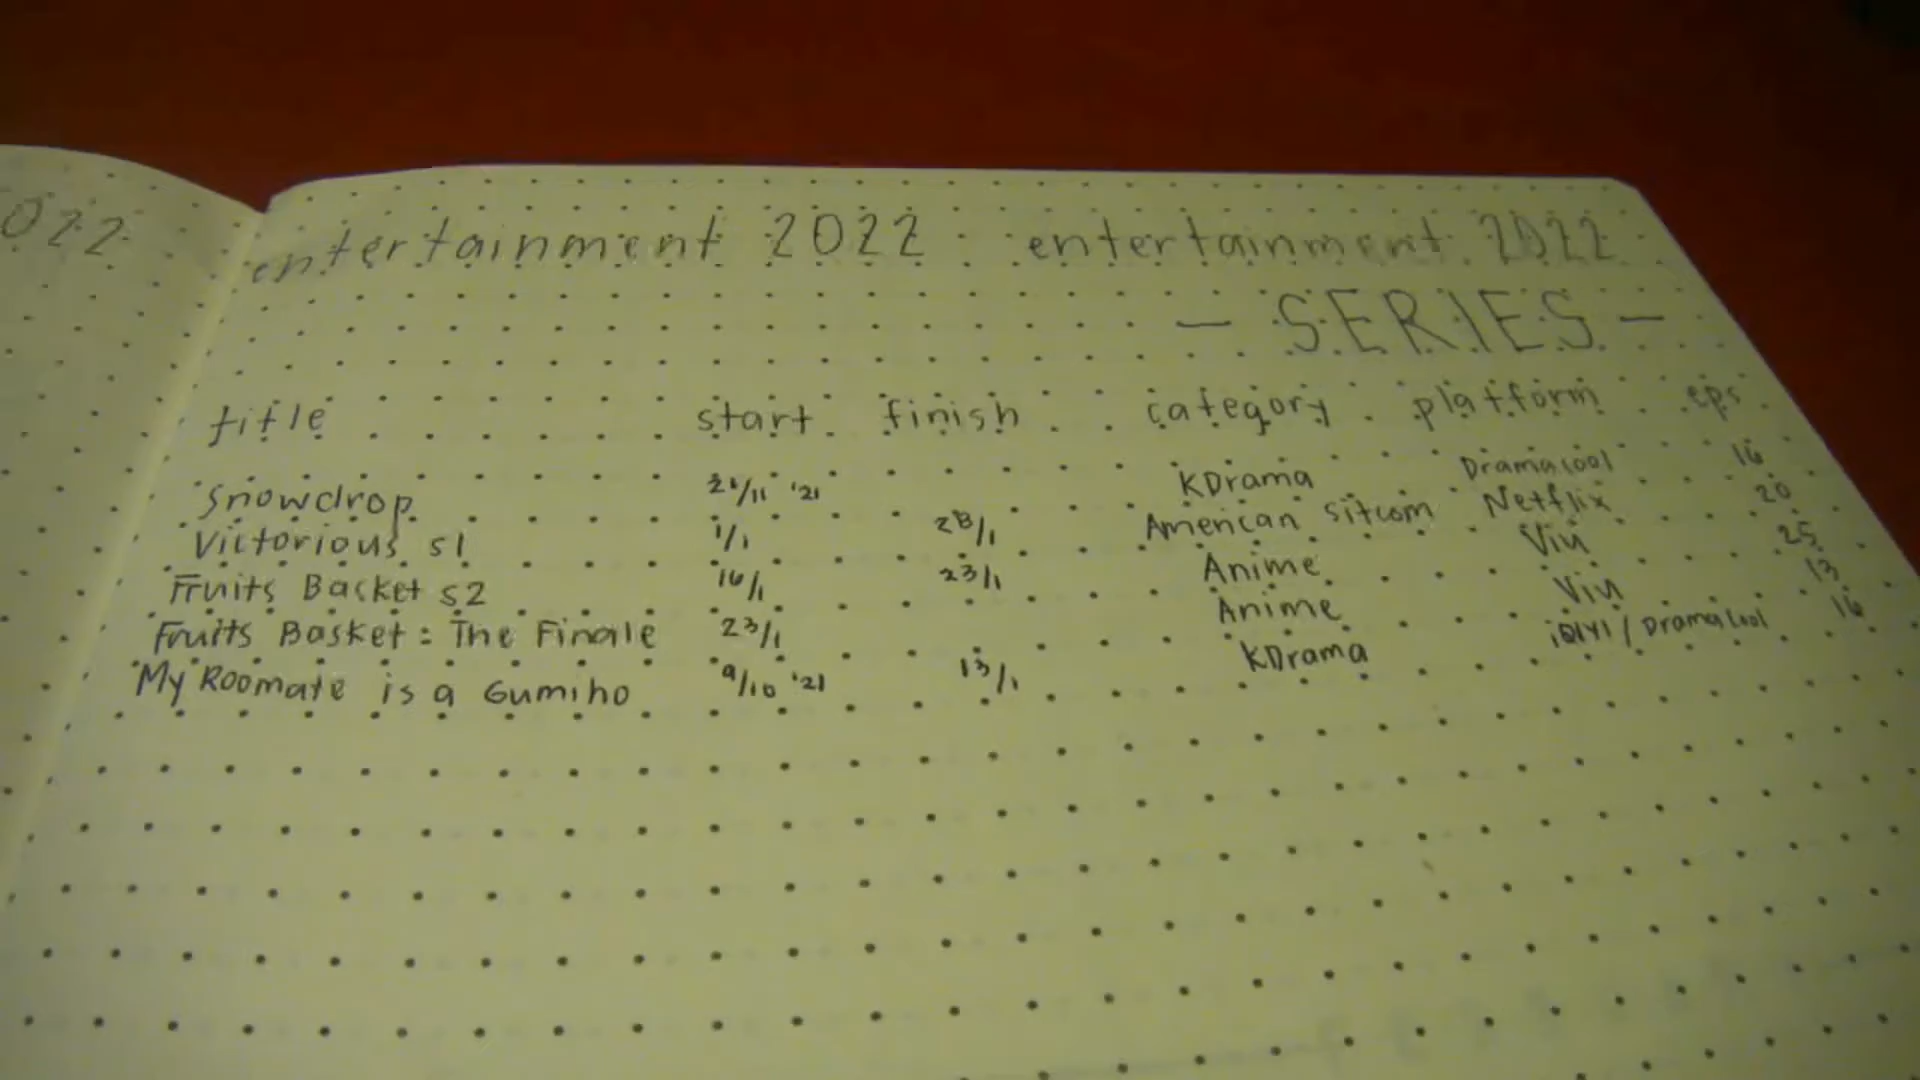 022
entertainment 2022 entertainment 2022
- SERIES -
title start finish category platform eps
Snowdrop 21/11 '21 KDrama Dramacool 16
Victorious s1 1/1 28/1 American Sitcom Netflix 20
Fruits Backet s2 16/1 23/1 Anime Viu 25
Fruits Basket: The Finale 23/1 Anime Viu 13
My Roomate is a Gumiho 9/10 '21 13/1 KDrama iQIYI / Dramacool 16